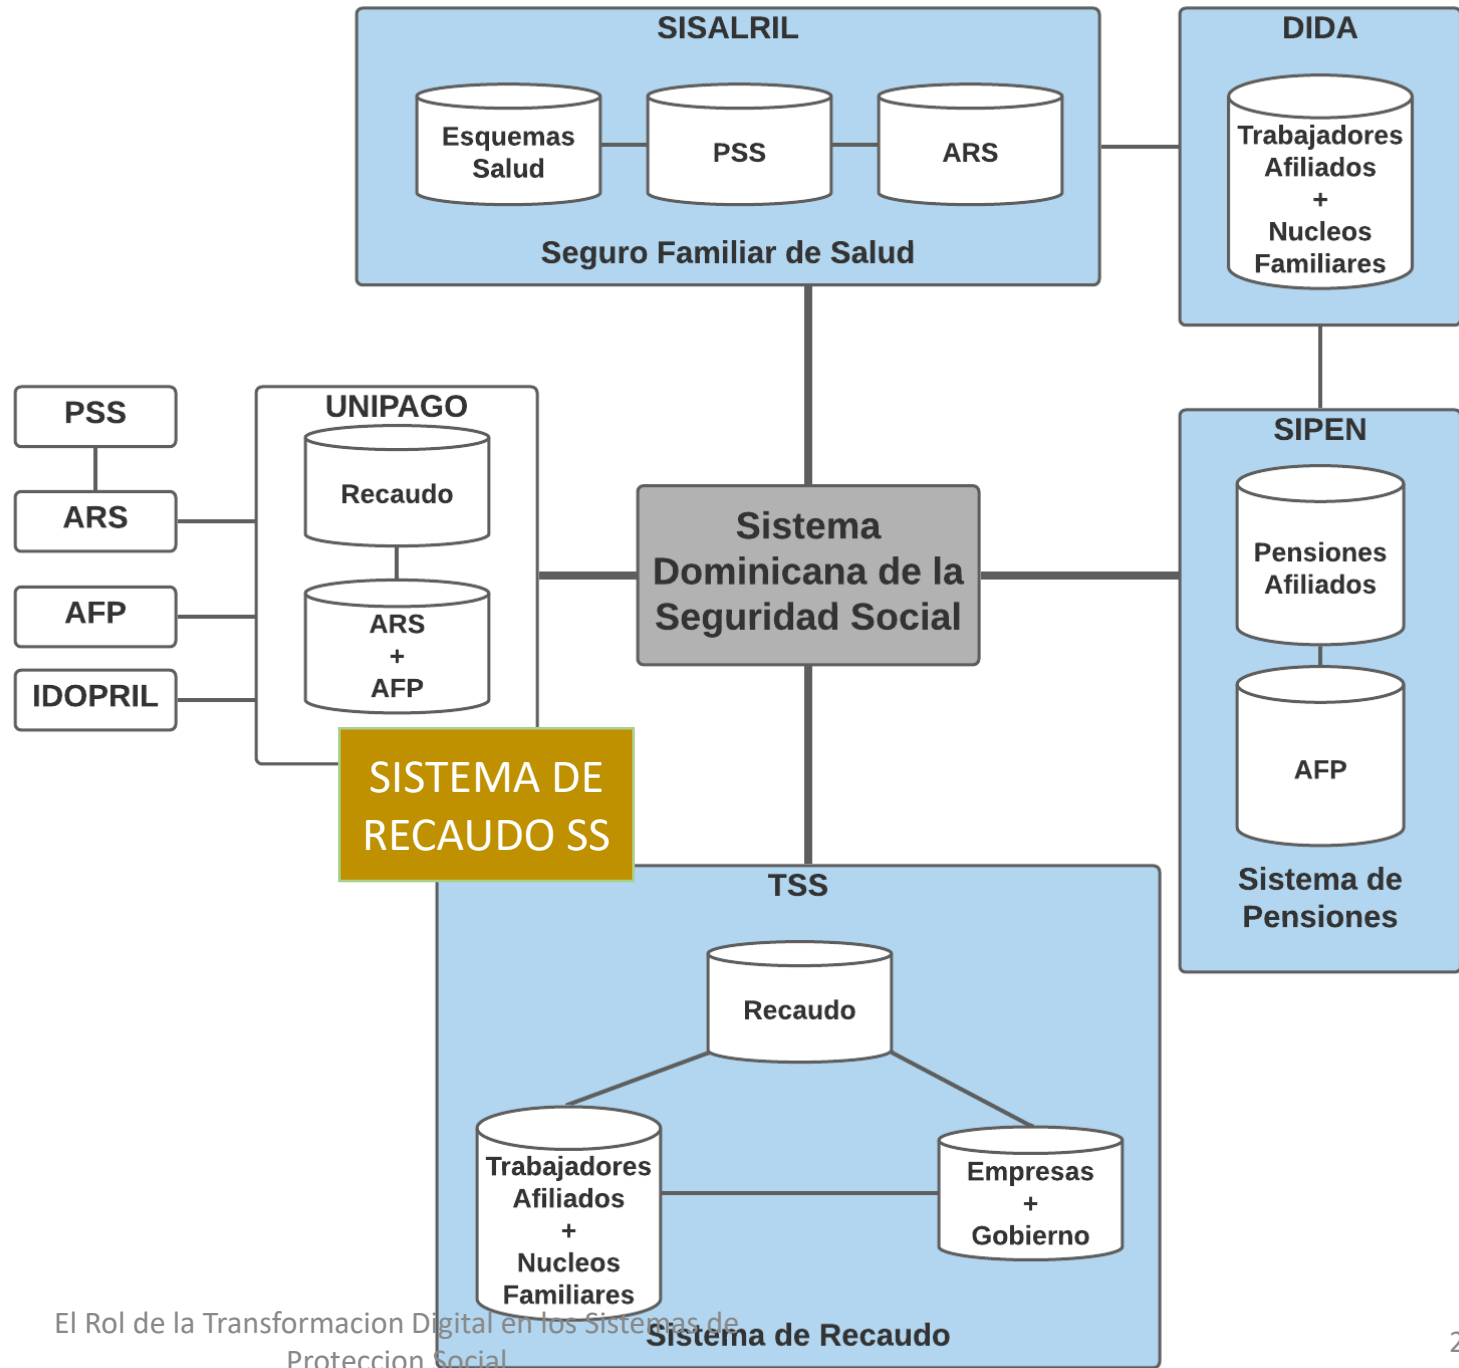 SISALRIL
Esquemas
Salud
PSS
ARS
Seguro Familiar de Salud
DIDA
Trabajadores
Afiliados
+
Nucleos
Familiares
PSS
ARS
AFP
IDOPRIL
UNIPAGO
Recaudo
ARS
+
AFP
Sistema
Dominicana de la
Seguridad Social
SIPEN
Pensiones
Afiliados
AFP
Sistema de
Pensiones
SISTEMA DE
RECAUDO SS
TSS
Recaudo
Trabajadores
Afiliados
+
Nucleos
Familiares
Empresas
+
Gobierno
Sistema de Recaudo
El Rol de la Transformacion Digital en los Sistemas de
Proteccion Social
2